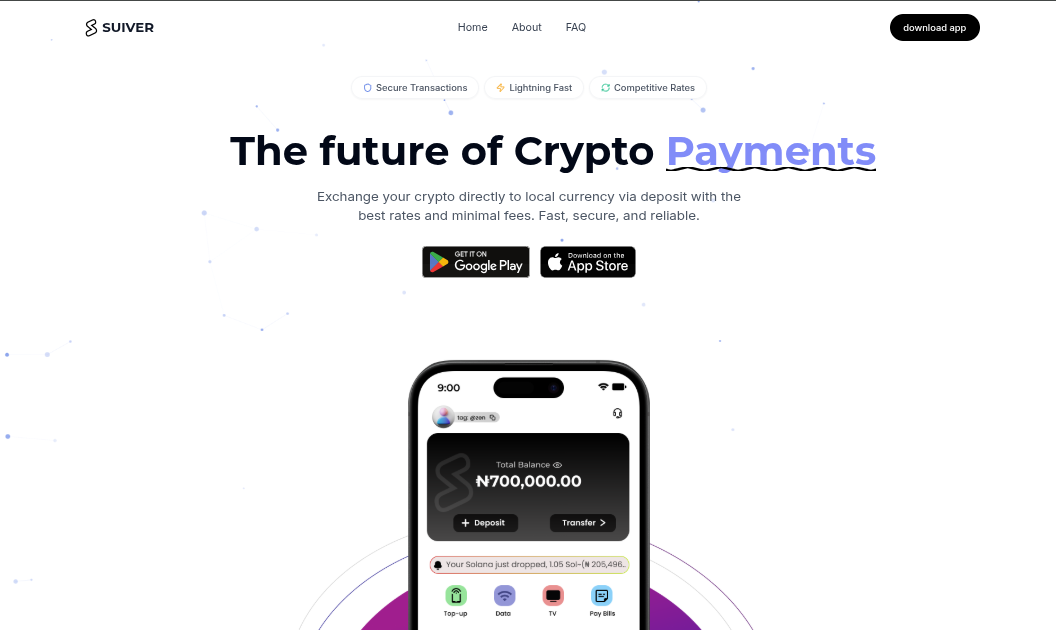 SUIVER
Home About FAQ
download app
Secure Transactions Lightning Fast Competitive Rates
The future of Crypto Payments
Exchange your crypto directly to local currency via deposit with the
best rates and minimal fees. Fast, secure, and reliable.
GET IT ON
Google Play
Download on the
App Store
9:00
tag: @zen
Total Balance
₦700,000.00
+ Deposit Transfer >
Your Solana just dropped, 1.05 Sol~(₦ 205,496...
Top-up Data TV Pay Bills